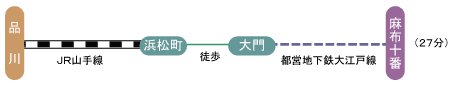 品川
JR山手線
浜松町
徒歩
大門
都営地下鉄大江戸線
麻布十番
(27分)